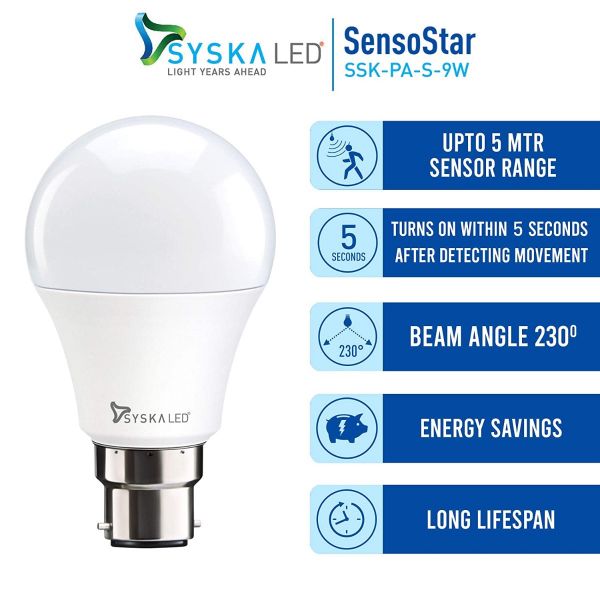 SYSKA LED
LIGHT YEARS AHEAD
SensoStar
SSK-PA-S-9W
UPTO 5 MTR
SENSOR RANGE
5
SECONDS
TURNS ON WITHIN 5 SECONDS
AFTER DETECTING MOVEMENT
230°
BEAM ANGLE 230⁰
ENERGY SAVINGS
LONG LIFESPAN
SYSKA LED